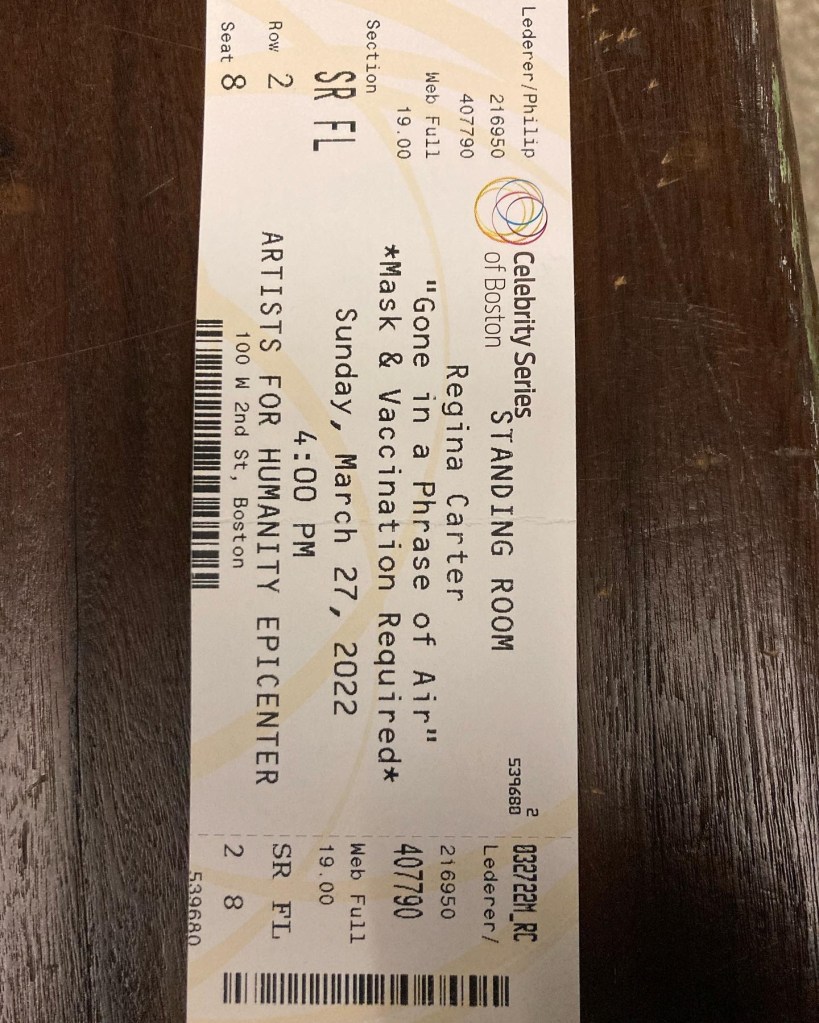 Lederer/Philip
216950
407790
Web Full
19.00
Section
SR FL
Row 2
Seat 8
Celebrity Series
of Boston
STANDING ROOM
Regina Carter
"Gone in a Phrase of Air"
*Mask & Vaccination Required*
Sunday, March 27, 2022
4:00 PM
ARTISTS FOR HUMANITY EPICENTER
100 W 2nd St, Boston
2
539680
032722M_RC
Lederer/
216950
407790
Web Full
19.00
SR FL
2 8
539680